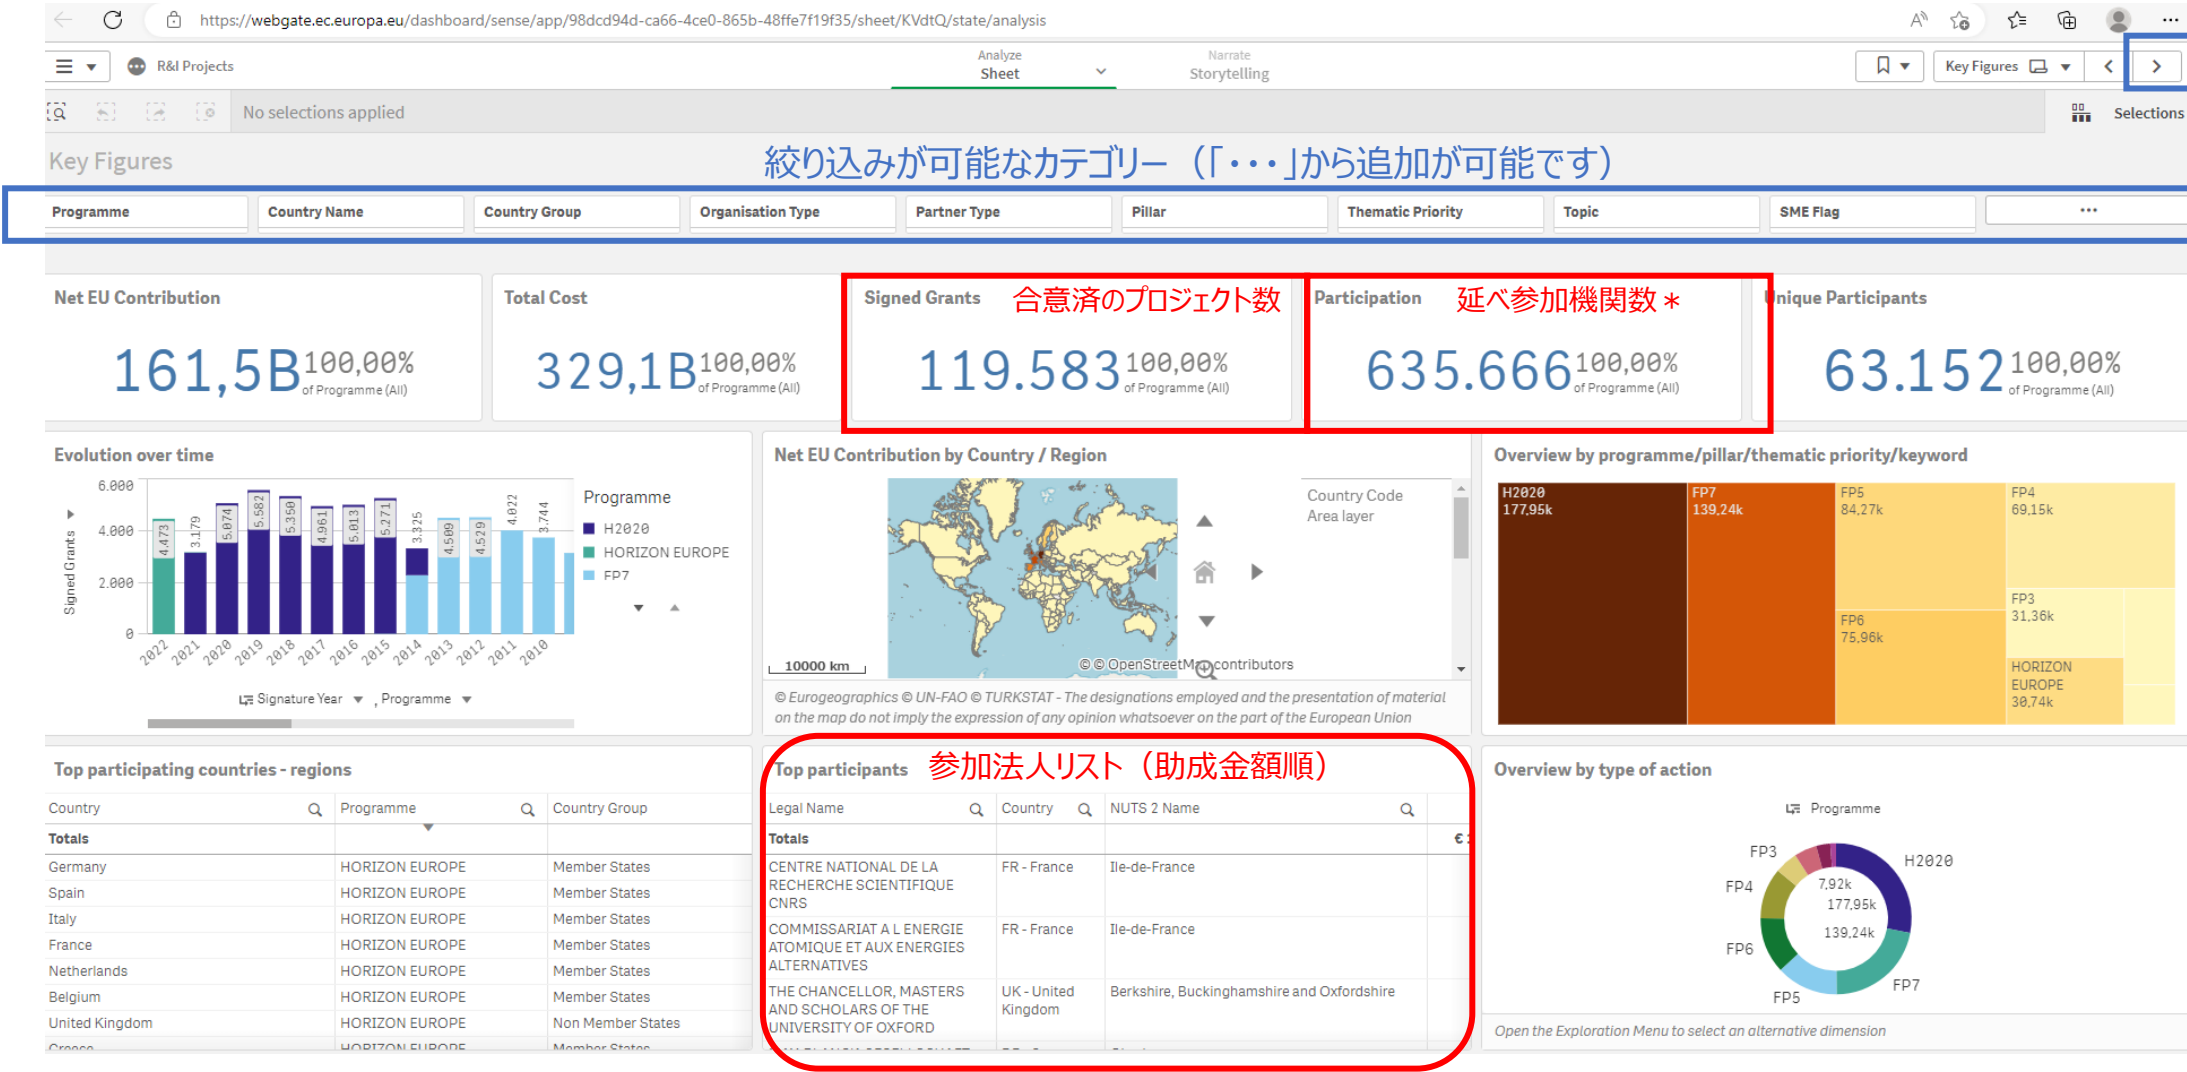 https://webgate.ec.europa.eu/dashboard/sense/app/98dcd94d-ca66-4ce0-865b-48ffe7f19f35/sheet/KVdtQ/state/analysis
R&I Projects
Analyze
Sheet
Narrate
Storytelling
Key Figures
No selections applied
Selections
Key Figures
絞り込みが可能なカテゴリー（「・・・」から追加が可能です）
Programme
Country Name
Country Group
Organisation Type
Partner Type
Pillar
Thematic Priority
Topic
SME Flag
...
Net EU Contribution
161,5B 100,00%
of Programme (All)
Total Cost
329,1B 100,00%
of Programme (All)
Signed Grants 合意済のプロジェクト数
119.583 100,00%
of Programme (All)
Participation 延べ参加機関数＊
635.666 100,00%
of Programme (All)
Unique Participants
63.152 100,00%
of Programme (All)
Evolution over time
Signed Grants
6.000
4.000
2.000
0
4.473
3.179
5.074
5.582
5.350
4.961
5.013
5.271
3.325
4.509
4.529
4.022
3.744
2022
2021
2020
2019
2018
2017
2016
2015
2014
2013
2012
2011
2010
Signature Year , Programme
Programme
H2020
HORIZON EUROPE
FP7
Net EU Contribution by Country / Region
Country Code
Area layer
10000 km
© © OpenStreetMap contributors
© Eurogeographics © UN-FAO © TURKSTAT - The designations employed and the presentation of material
on the map do not imply the expression of any opinion whatsoever on the part of the European Union
Overview by programme/pillar/thematic priority/keyword
H2020
177,95k
FP7
139,24k
FP5
84,27k
FP4
69,15k
FP6
75,96k
FP3
31,36k
HORIZON
EUROPE
30,74k
Top participating countries - regions
Country Programme Country Group
Totals
Germany HORIZON EUROPE Member States
Spain HORIZON EUROPE Member States
Italy HORIZON EUROPE Member States
France HORIZON EUROPE Member States
Netherlands HORIZON EUROPE Member States
Belgium HORIZON EUROPE Member States
United Kingdom HORIZON EUROPE Non Member States
Greece HORIZON EUROPE Member States
Top participants 参加法人リスト（助成金額順）
Legal Name Country NUTS 2 Name
Totals €
CENTRE NATIONAL DE LA
RECHERCHE SCIENTIFIQUE
CNRS
FR - France Ile-de-France
COMMISSARIAT A L ENERGIE
ATOMIQUE ET AUX ENERGIES
ALTERNATIVES
FR - France Ile-de-France
THE CHANCELLOR, MASTERS
AND SCHOLARS OF THE
UNIVERSITY OF OXFORD
UK - United
Kingdom
Berkshire, Buckinghamshire and Oxfordshire
Overview by type of action
Programme
FP3
H2020
FP4
7,92k
177,95k
139,24k
FP6
FP7
FP5
Open the Exploration Menu to select an alternative dimension